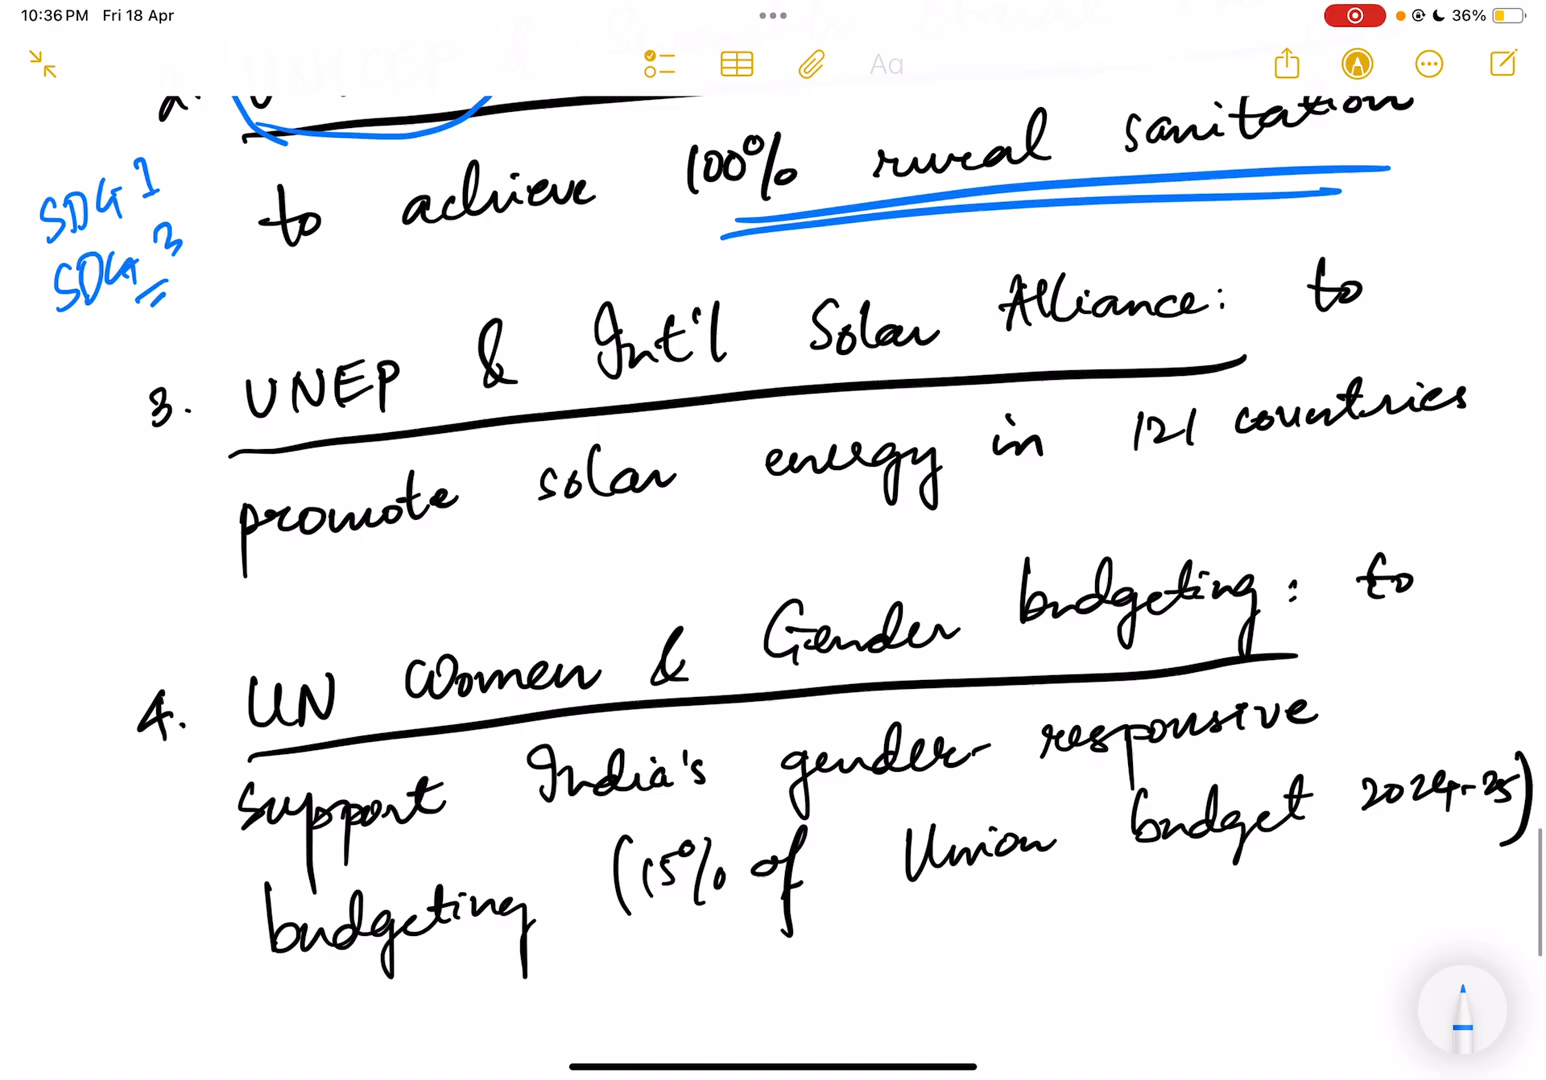 10:36 PM Fri 18 Apr
36%
Aa
2.
to achieve 100% rural sanitation
SDG 1
SDG 3
3. UNEP & Int'l Solar Alliance: to
promote solar energy in 121 countries
4. UN Women & Gender budgeting: to
support India's gender-responsive
budgeting (15% of Union budget 2024-25)